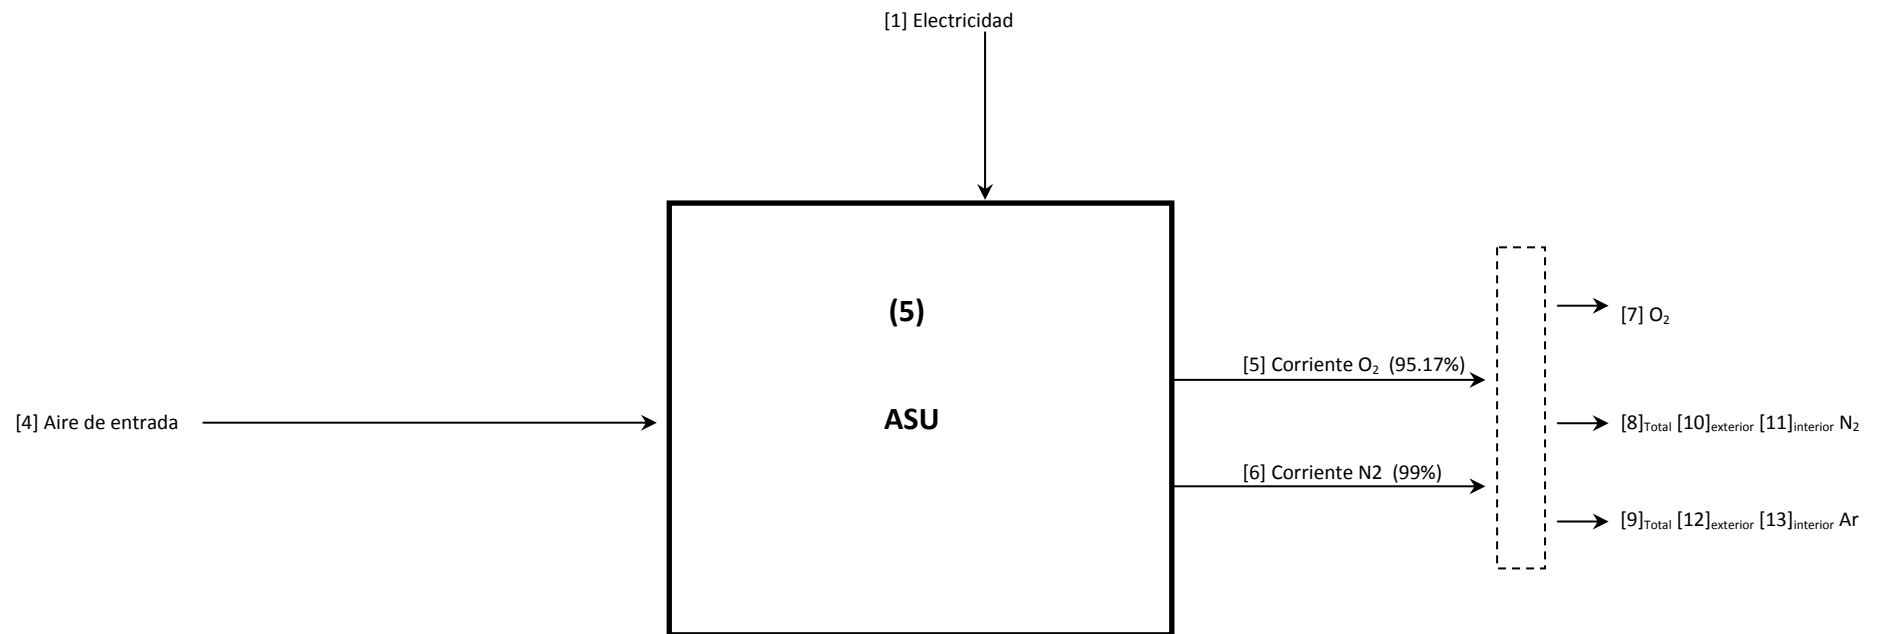 [1] Electricidad
(5)
[7] O₂
[5] Corriente O₂ (95.17%)
ASU
[4] Aire de entrada
[8]Total [10]exterior [11]interior N₂
[6] Corriente N2 (99%)
[9]Total [12]exterior [13]interior Ar